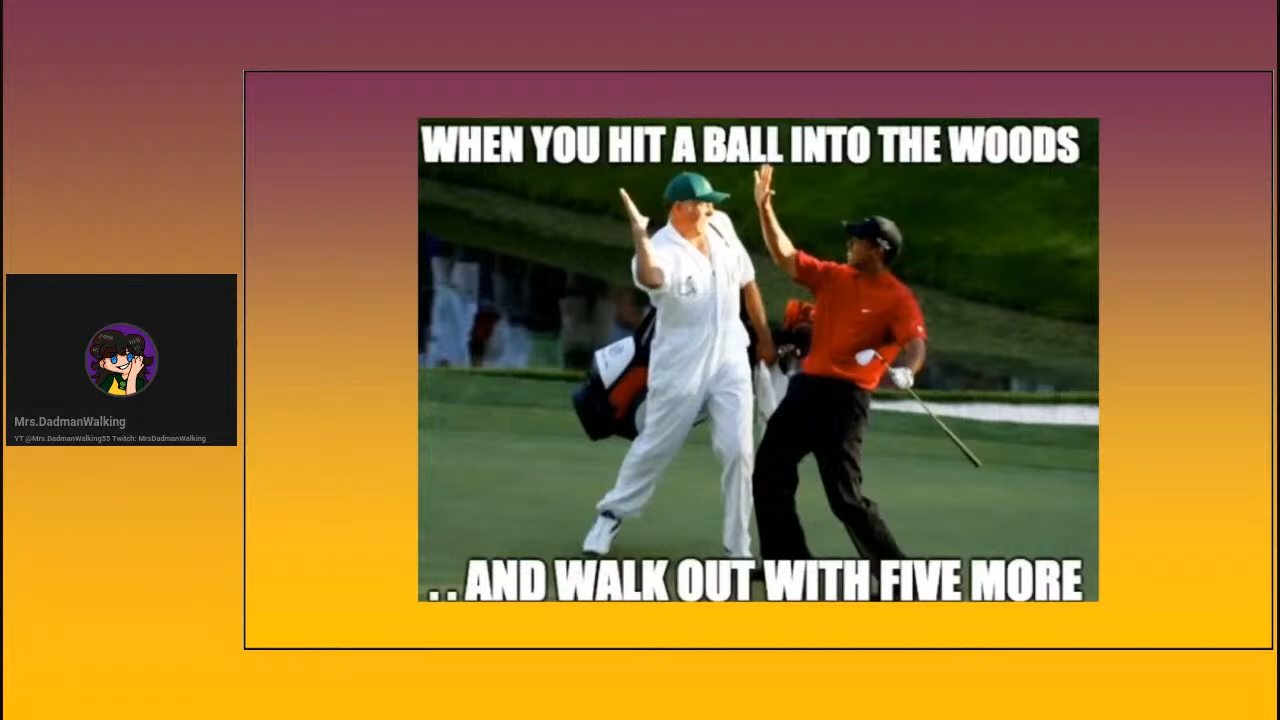 WHEN YOU HIT A BALL INTO THE WOODS
. . AND WALK OUT WITH FIVE MORE
Mrs.DadmanWalking
YT @Mrs.DadmanWalking55 Twitch: MrsDadmanWalking